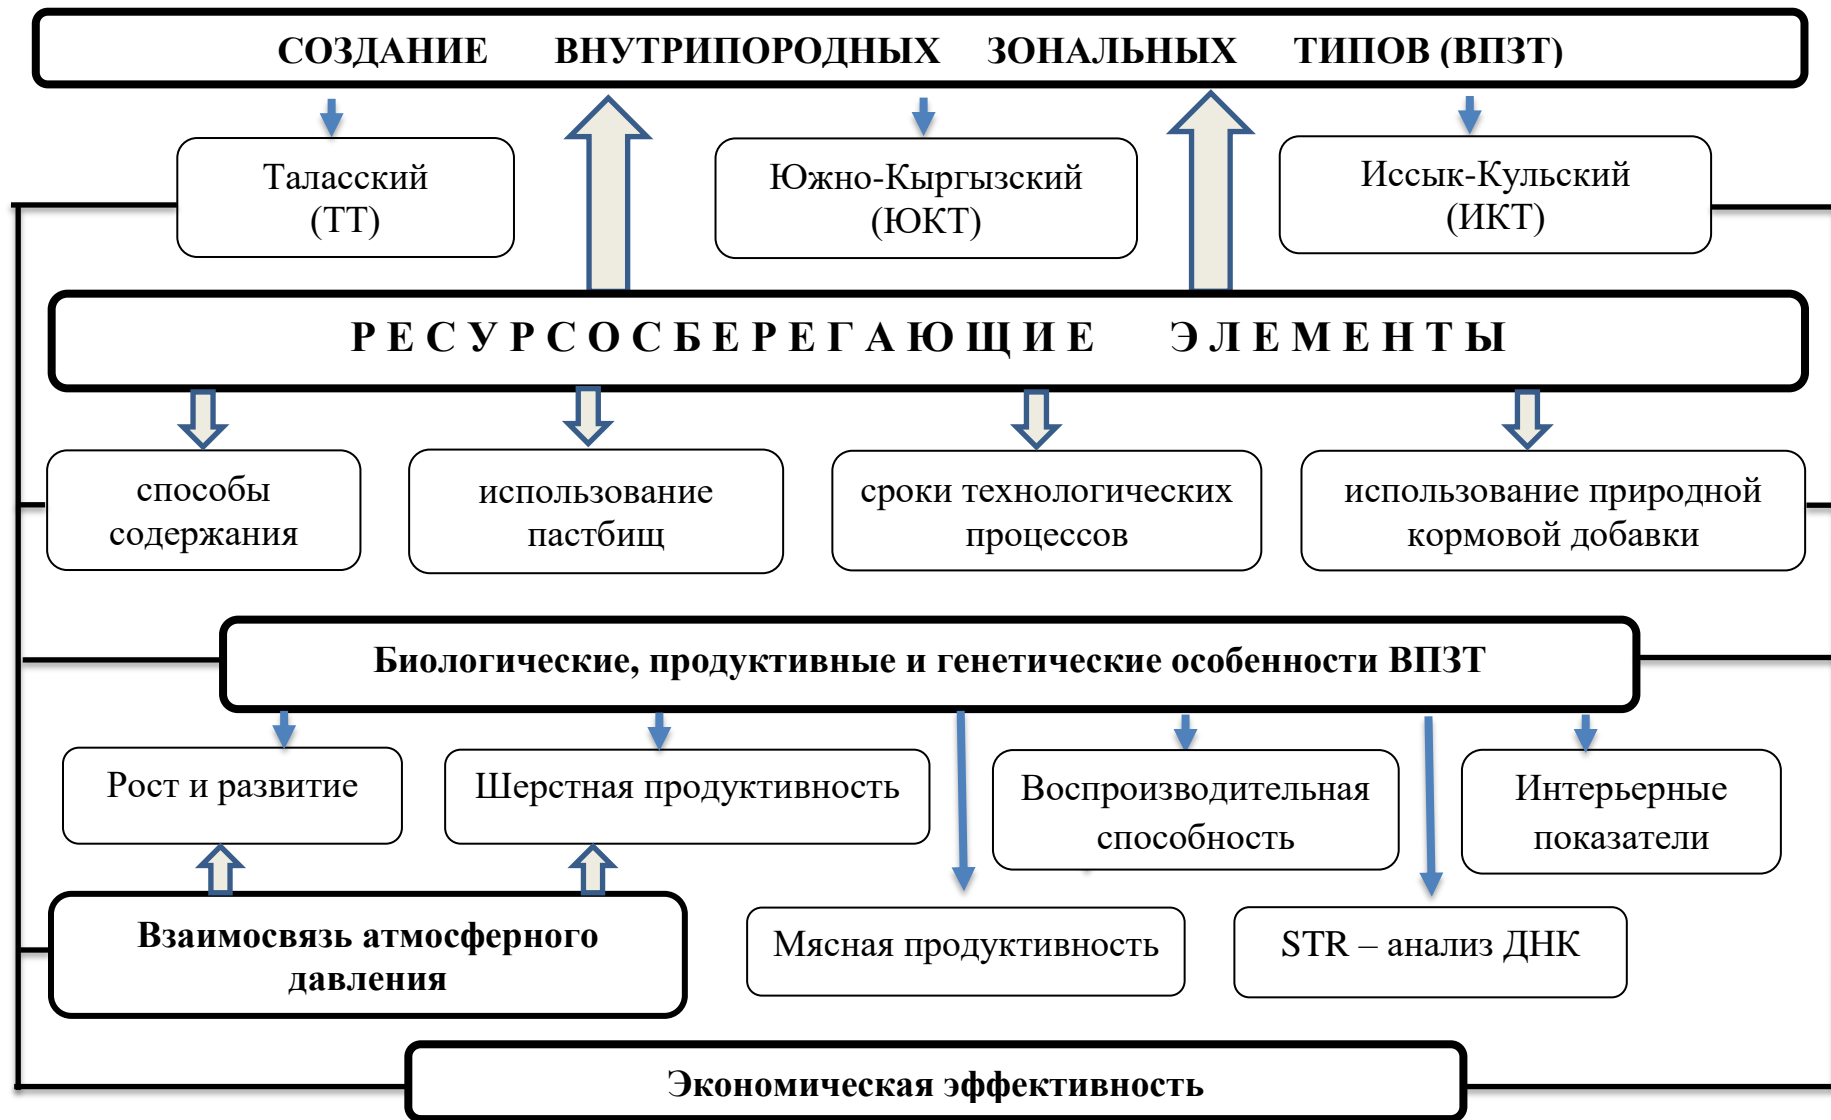 СОЗДАНИЕ ВНУТРИПОРОДНЫХ ЗОНАЛЬНЫХ ТИПОВ (ВПЗТ)
Таласский
(ТТ)
Южно-Кыргызский
(ЮКТ)
Иссык-Кульский
(ИКТ)
Р Е С У Р С О С Б Е Р Е Г А Ю Щ И Е Э Л Е М Е Н Т Ы
способы
содержания
использование
пастбищ
сроки технологических
процессов
использование природной
кормовой добавки
Биологические, продуктивные и генетические особенности ВПЗТ
Рост и развитие
Шерстная продуктивность
Воспроизводительная
способность
Интерьерные
показатели
Взаимосвязь атмосферного
давления
Мясная продуктивность
STR – анализ ДНК
Экономическая эффективность